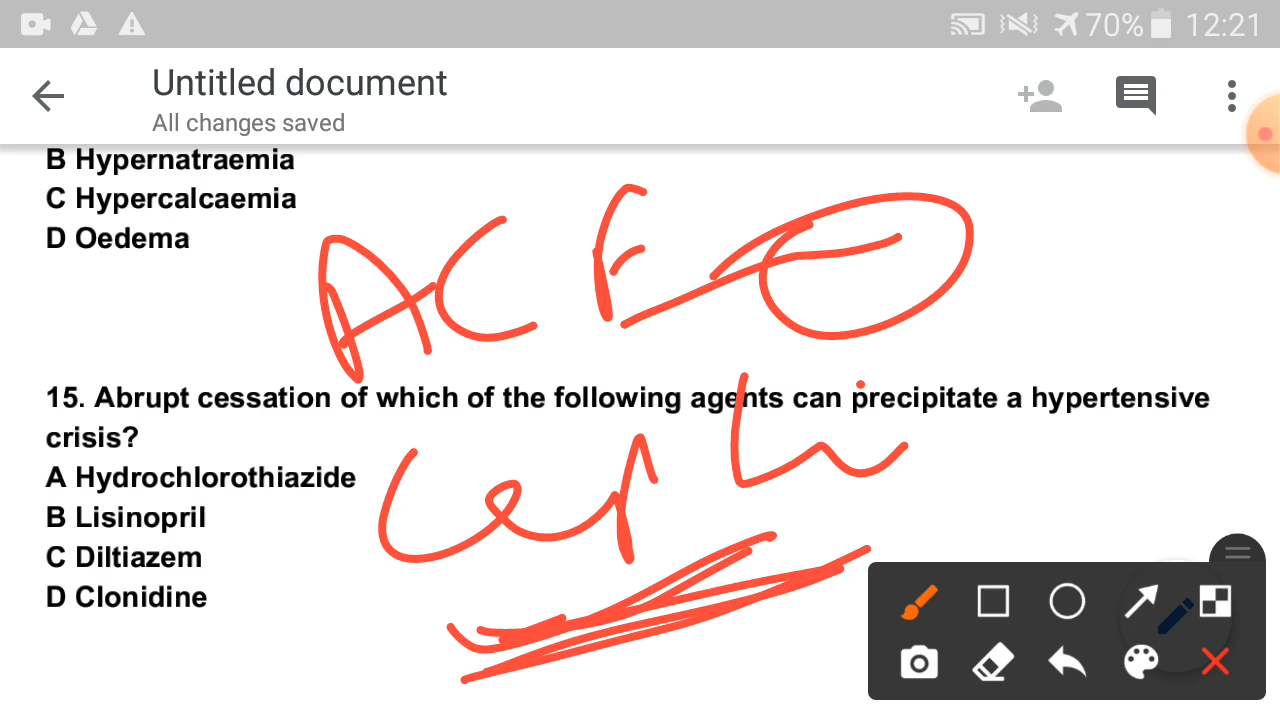 70% 12:21
Untitled document
All changes saved
B Hypernatraemia
C Hypercalcaemia
D Oedema
ACE
15. Abrupt cessation of which of the following agents can precipitate a hypertensive
crisis?
A Hydrochlorothiazide
B Lisinopril
C Diltiazem
D Clonidine